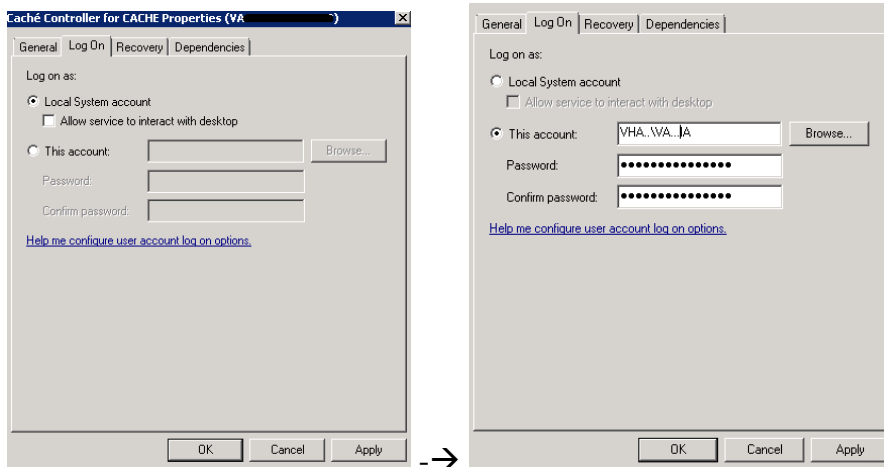 Caché Controller for CACHE Properties (VA )
General Log On Recovery Dependencies
Log on as:
Local System account
Allow service to interact with desktop
This account: Browse...
Password:
Confirm password:
Help me configure user account log on options.
OK Cancel Apply
-→
General Log On Recovery Dependencies
Log on as:
Local System account
Allow service to interact with desktop
This account: VHA..\VA...IA Browse...
Password: ●●●●●●●●●●●●●●●
Confirm password: ●●●●●●●●●●●●●●●
Help me configure user account log on options.
OK Cancel Apply